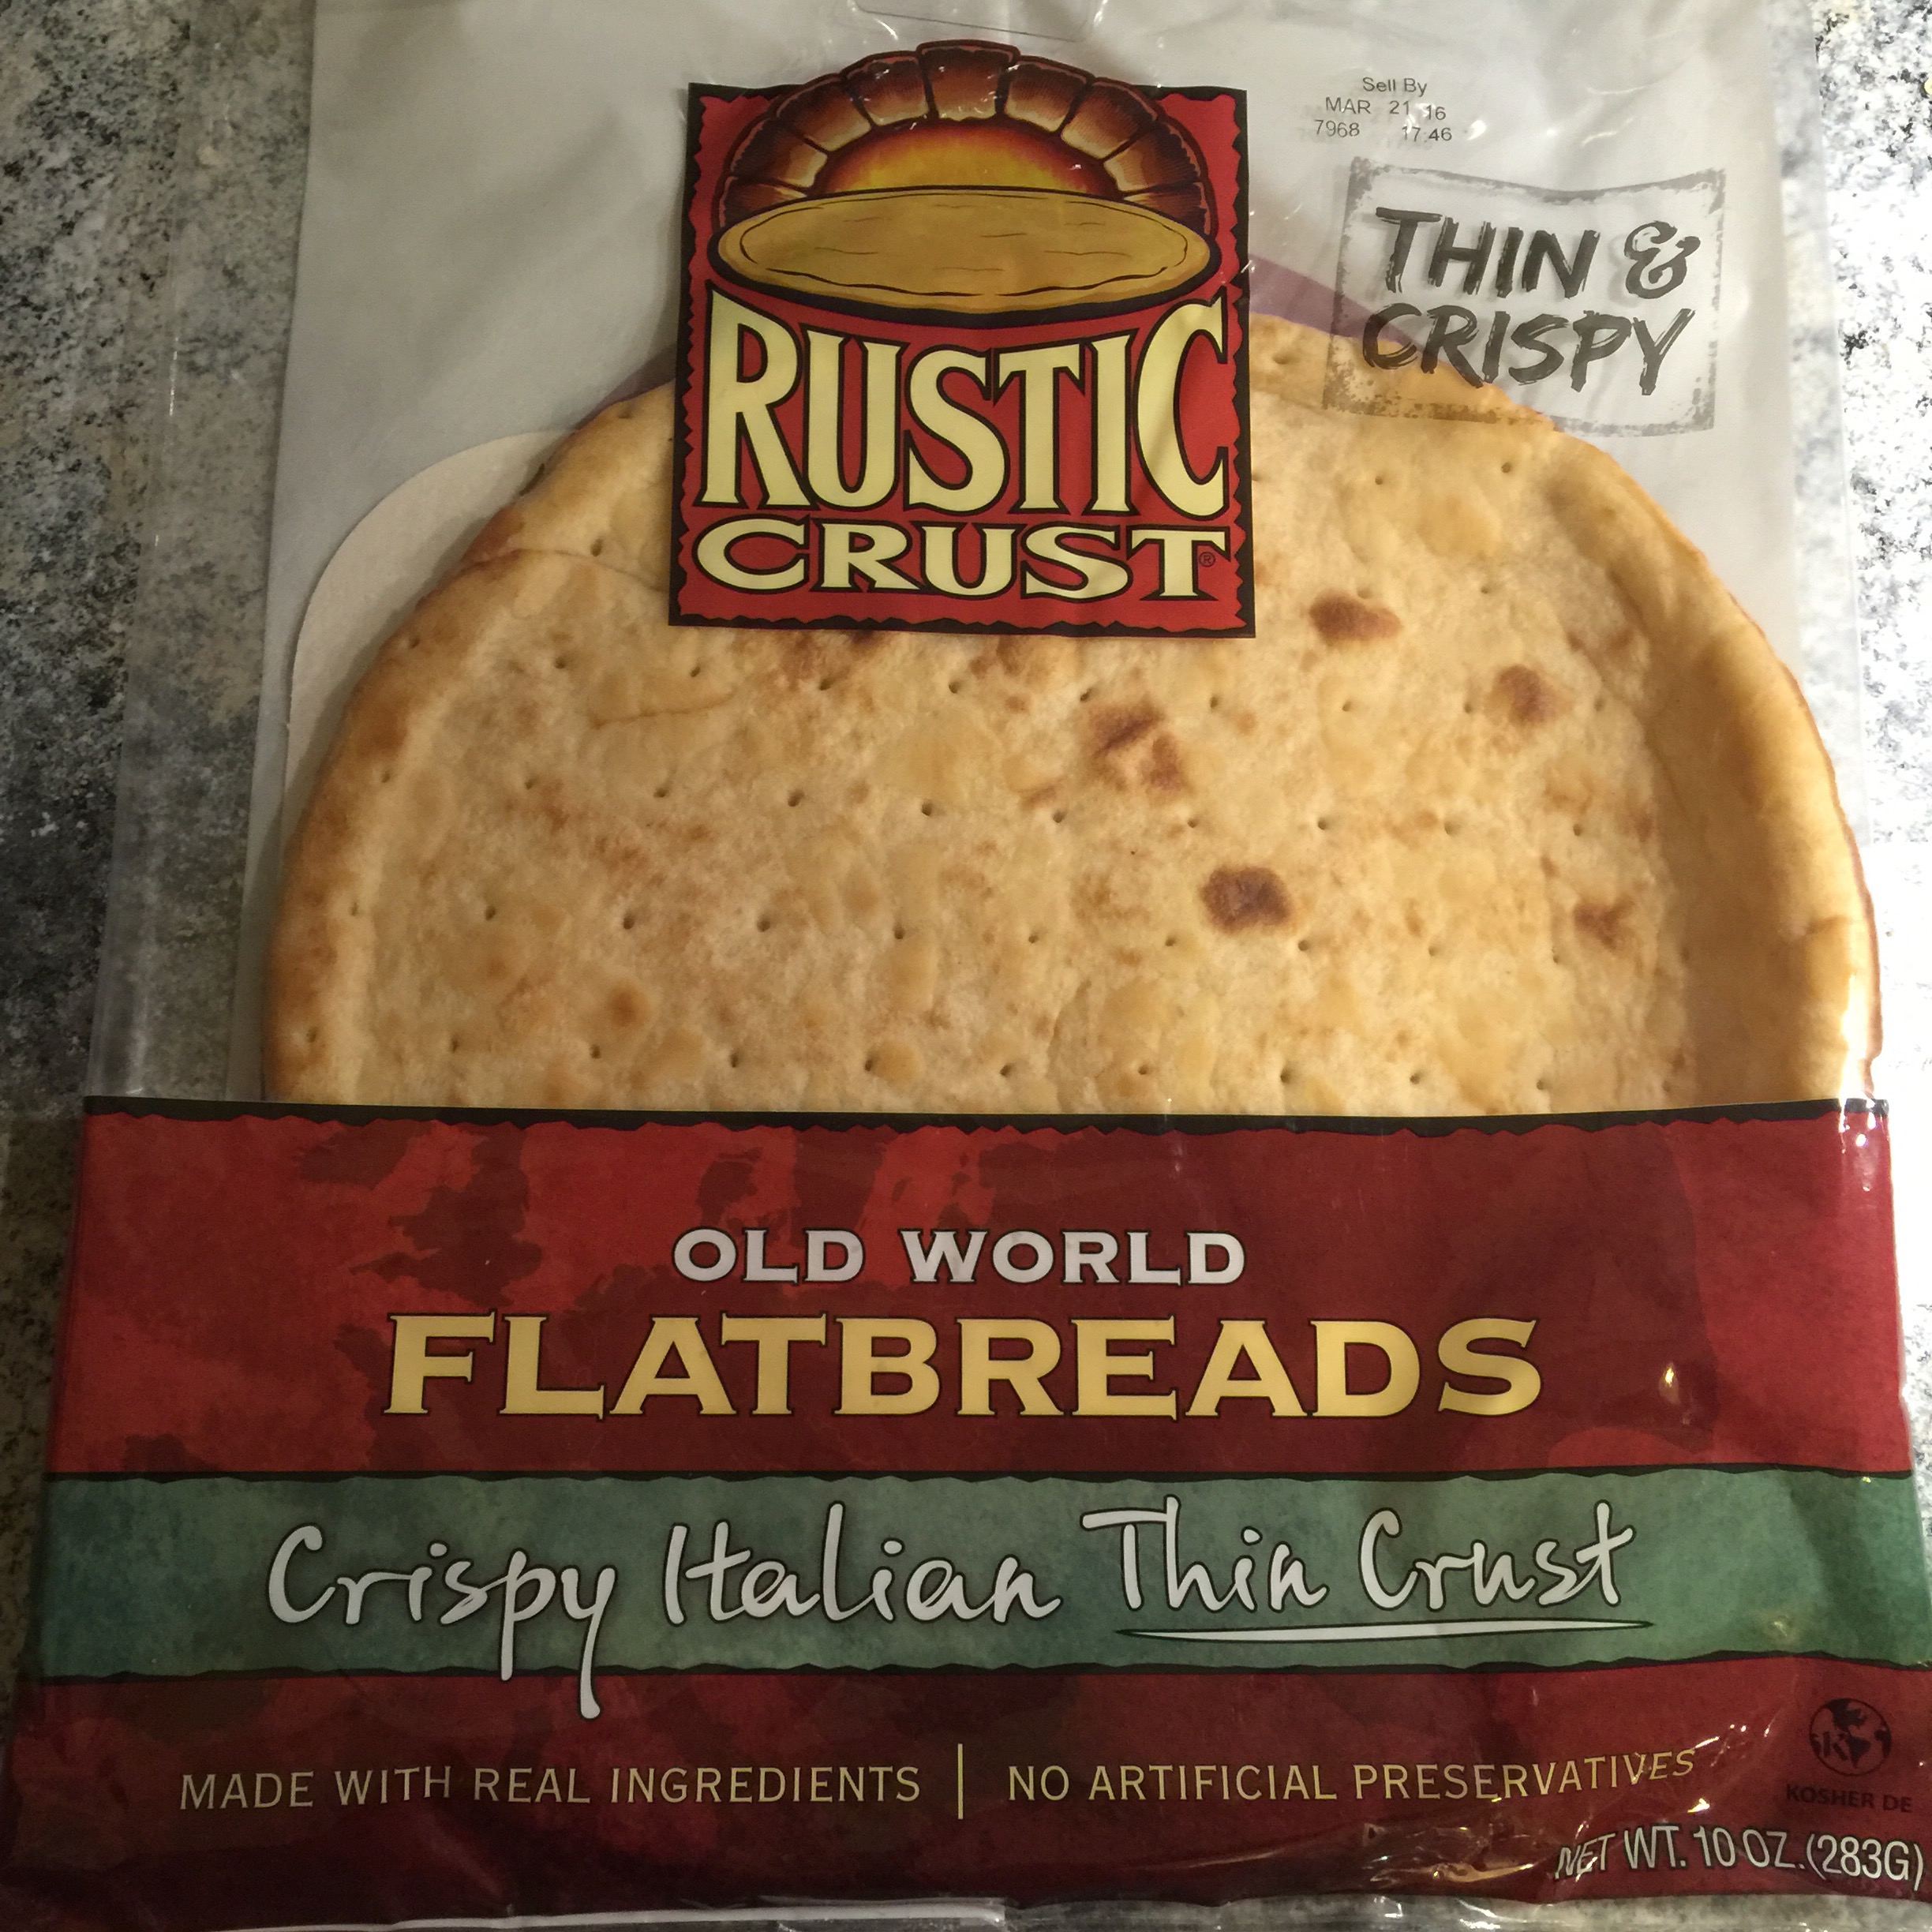 Sell By
MAR 21 16
7968 17:46
THIN &
CRISPY
RUSTIC
CRUST®
OLD WORLD
FLATBREADS
Crispy Italian Thin Crust
MADE WITH REAL INGREDIENTS | NO ARTIFICIAL PRESERVATIVES
K
KOSHER DE
NET WT. 10 OZ. (283G)